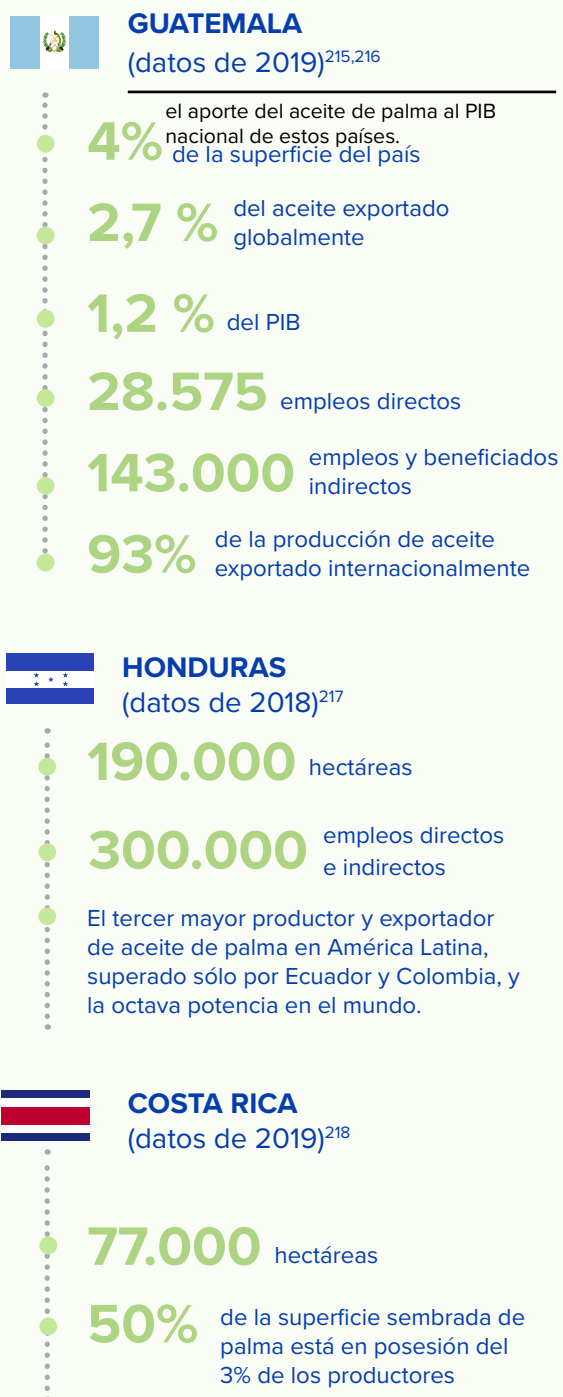 GUATEMALA
(datos de 2019)215,216
el aporte del aceite de palma al PIB
nacional de estos países.
4% de la superficie del país
2,7 % del aceite exportado
globalmente
1,2 % del PIB
28.575 empleos directos
143.000 empleos y beneficiados
indirectos
93% de la producción de aceite
exportado internacionalmente
HONDURAS
(datos de 2018)217
190.000 hectáreas
300.000 empleos directos
e indirectos
El tercer mayor productor y exportador
de aceite de palma en América Latina,
superado sólo por Ecuador y Colombia, y
la octava potencia en el mundo.
COSTA RICA
(datos de 2019)218
77.000 hectáreas
50% de la superficie sembrada de
palma está en posesión del
3% de los productores